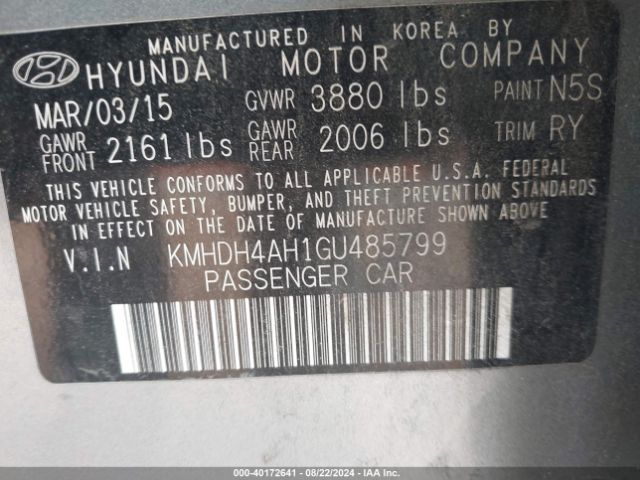 MANUFACTURED IN KOREA BY
HYUNDAI MOTOR COMPANY
MAR/03/15 GVWR 3880 lbs PAINT N5S
GAWR FRONT 2161 lbs GAWR REAR 2006 lbs TRIM RY
THIS VEHICLE CONFORMS TO ALL APPLICABLE U.S.A. FEDERAL
MOTOR VEHICLE SAFETY, BUMPER, AND THEFT PREVENTION STANDARDS
IN EFFECT ON THE DATE OF MANUFACTURE SHOWN ABOVE
V.I.N KMHDH4AH1GU485799
PASSENGER CAR
000-40172641 - 08/22/2024 - IAAI.COM